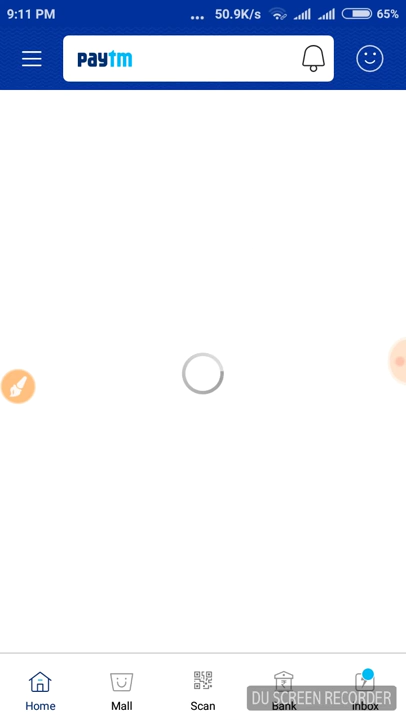 9:11 PM ... 50.9K/s 65%
paytm
Home Mall Scan Bank Inbox
DU SCREEN RECORDER